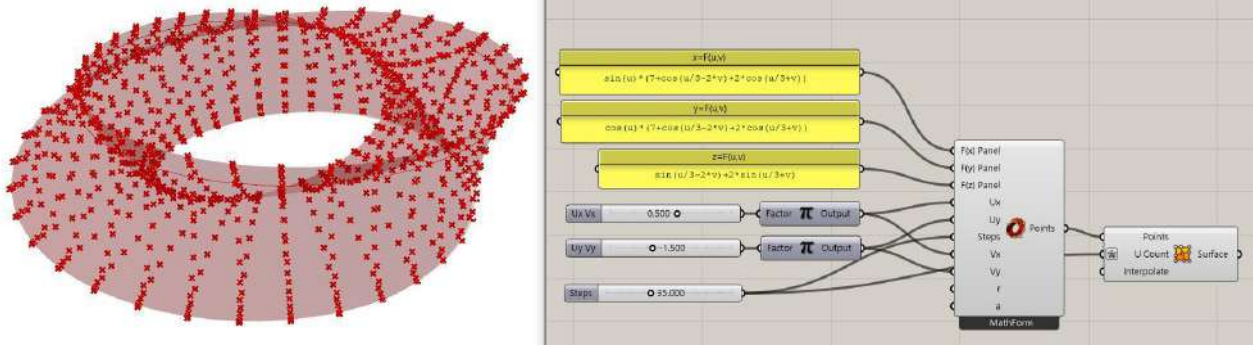 x=F(u,v)
sin(u)*(7+cos(u/3-2*v)+2*cos(u/3+v))
y=F(u,v)
cos(u)*(7+cos(u/3-2*v)+2*cos(u/3+v))
z=F(u,v)
sin(u/3-2*v)+2*sin(u/3+v)
Ux Vx 0.500 Factor π Output
Uy Vy -1.500 Factor π Output
Steps 35.000
F(x) Panel
F(y) Panel
F(z) Panel
Ux
Uy
Steps
Vx
Vy
r
a
Points
MathForm
Points
U Count
Interpolate
Surface